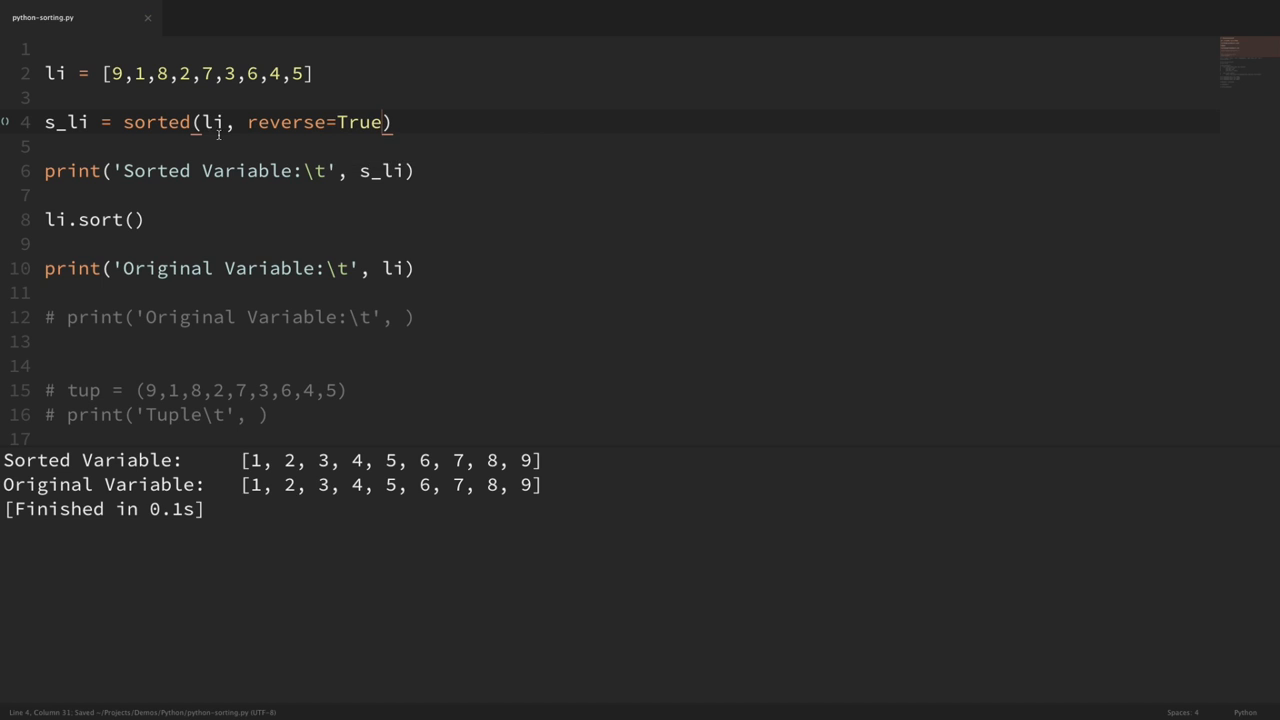 python-sorting.py ×
1
2 li = [9,1,8,2,7,3,6,4,5]
3
() 4 s_li = sorted(li, reverse=True)
5
6 print('Sorted Variable:\t', s_li)
7
8 li.sort()
9
10 print('Original Variable:\t', li)
11
12 # print('Original Variable:\t', )
13
14
15 # tup = (9,1,8,2,7,3,6,4,5)
16 # print('Tuple\t', )
17
Sorted Variable: [1, 2, 3, 4, 5, 6, 7, 8, 9]
Original Variable: [1, 2, 3, 4, 5, 6, 7, 8, 9]
[Finished in 0.1s]
Line 4, Column 31: Saved ~/Projects/Demos/Python/python-sorting.py (UTF-8) Spaces: 4 Python